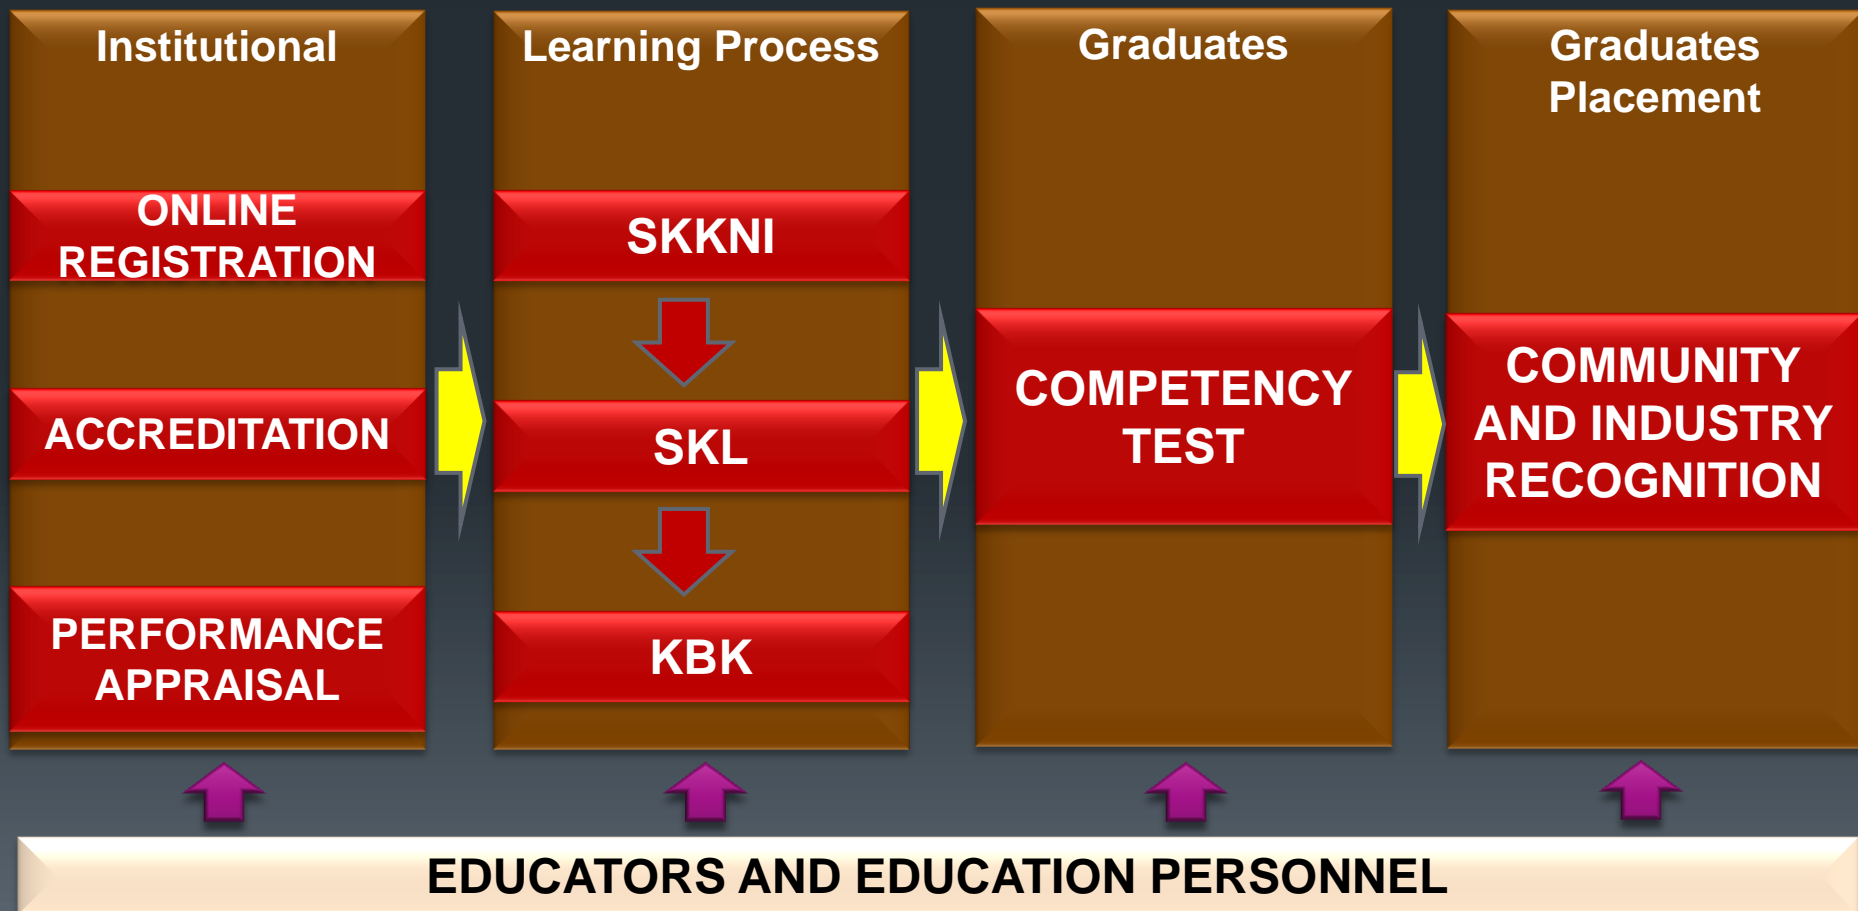 Institutional
ONLINE
REGISTRATION
ACCREDITATION
PERFORMANCE
APPRAISAL
Learning Process
SKKNI
SKL
KBK
Graduates
COMPETENCY
TEST
Graduates
Placement
COMMUNITY
AND INDUSTRY
RECOGNITION
EDUCATORS AND EDUCATION PERSONNEL